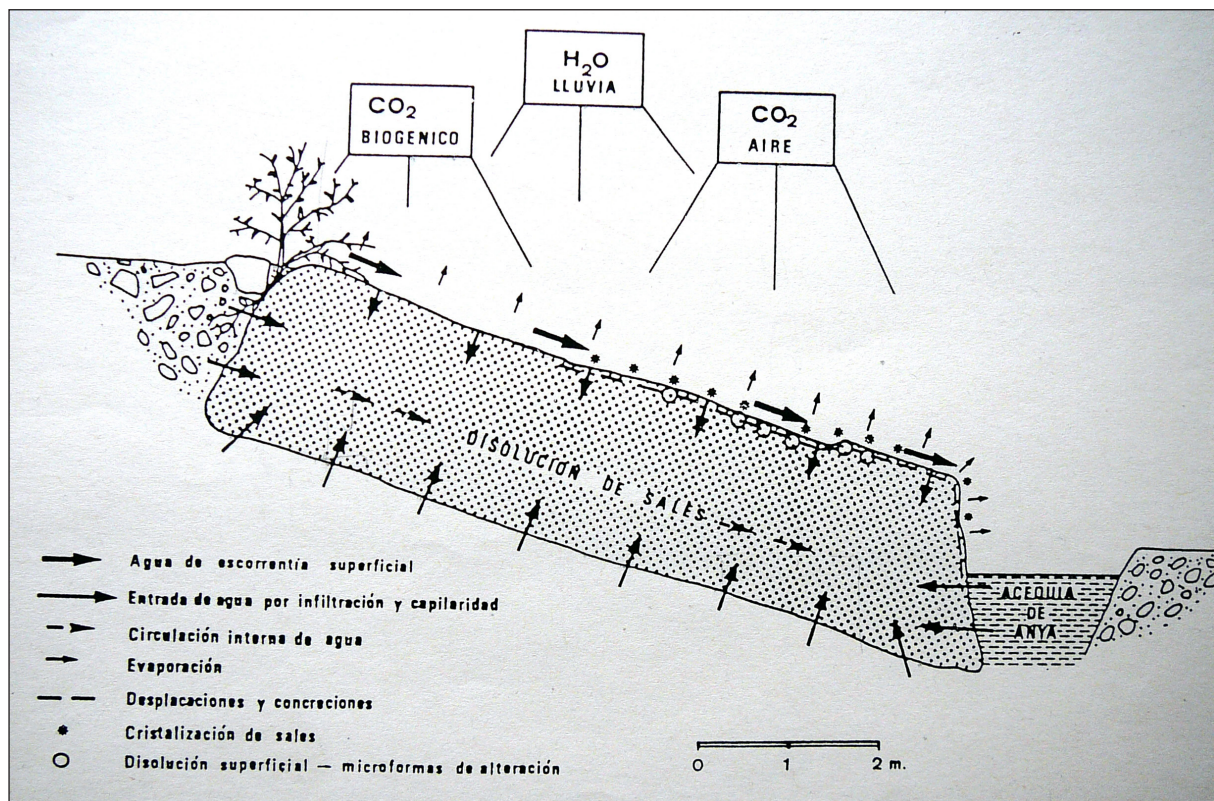 H2O
LLUVIA
CO2
BIOGENICO
CO2
AIRE
DISOLUCIÓN DE SALES
ACEQUIA
DE
ANYA
Agua de escorrentía superficial
Entrada de agua por infiltración y capilaridad
Circulación interna de agua
Evaporación
Desplacaciones y concreciones
Cristalización de sales
Disolución superficial — microformas de alteración
0 1 2 m.